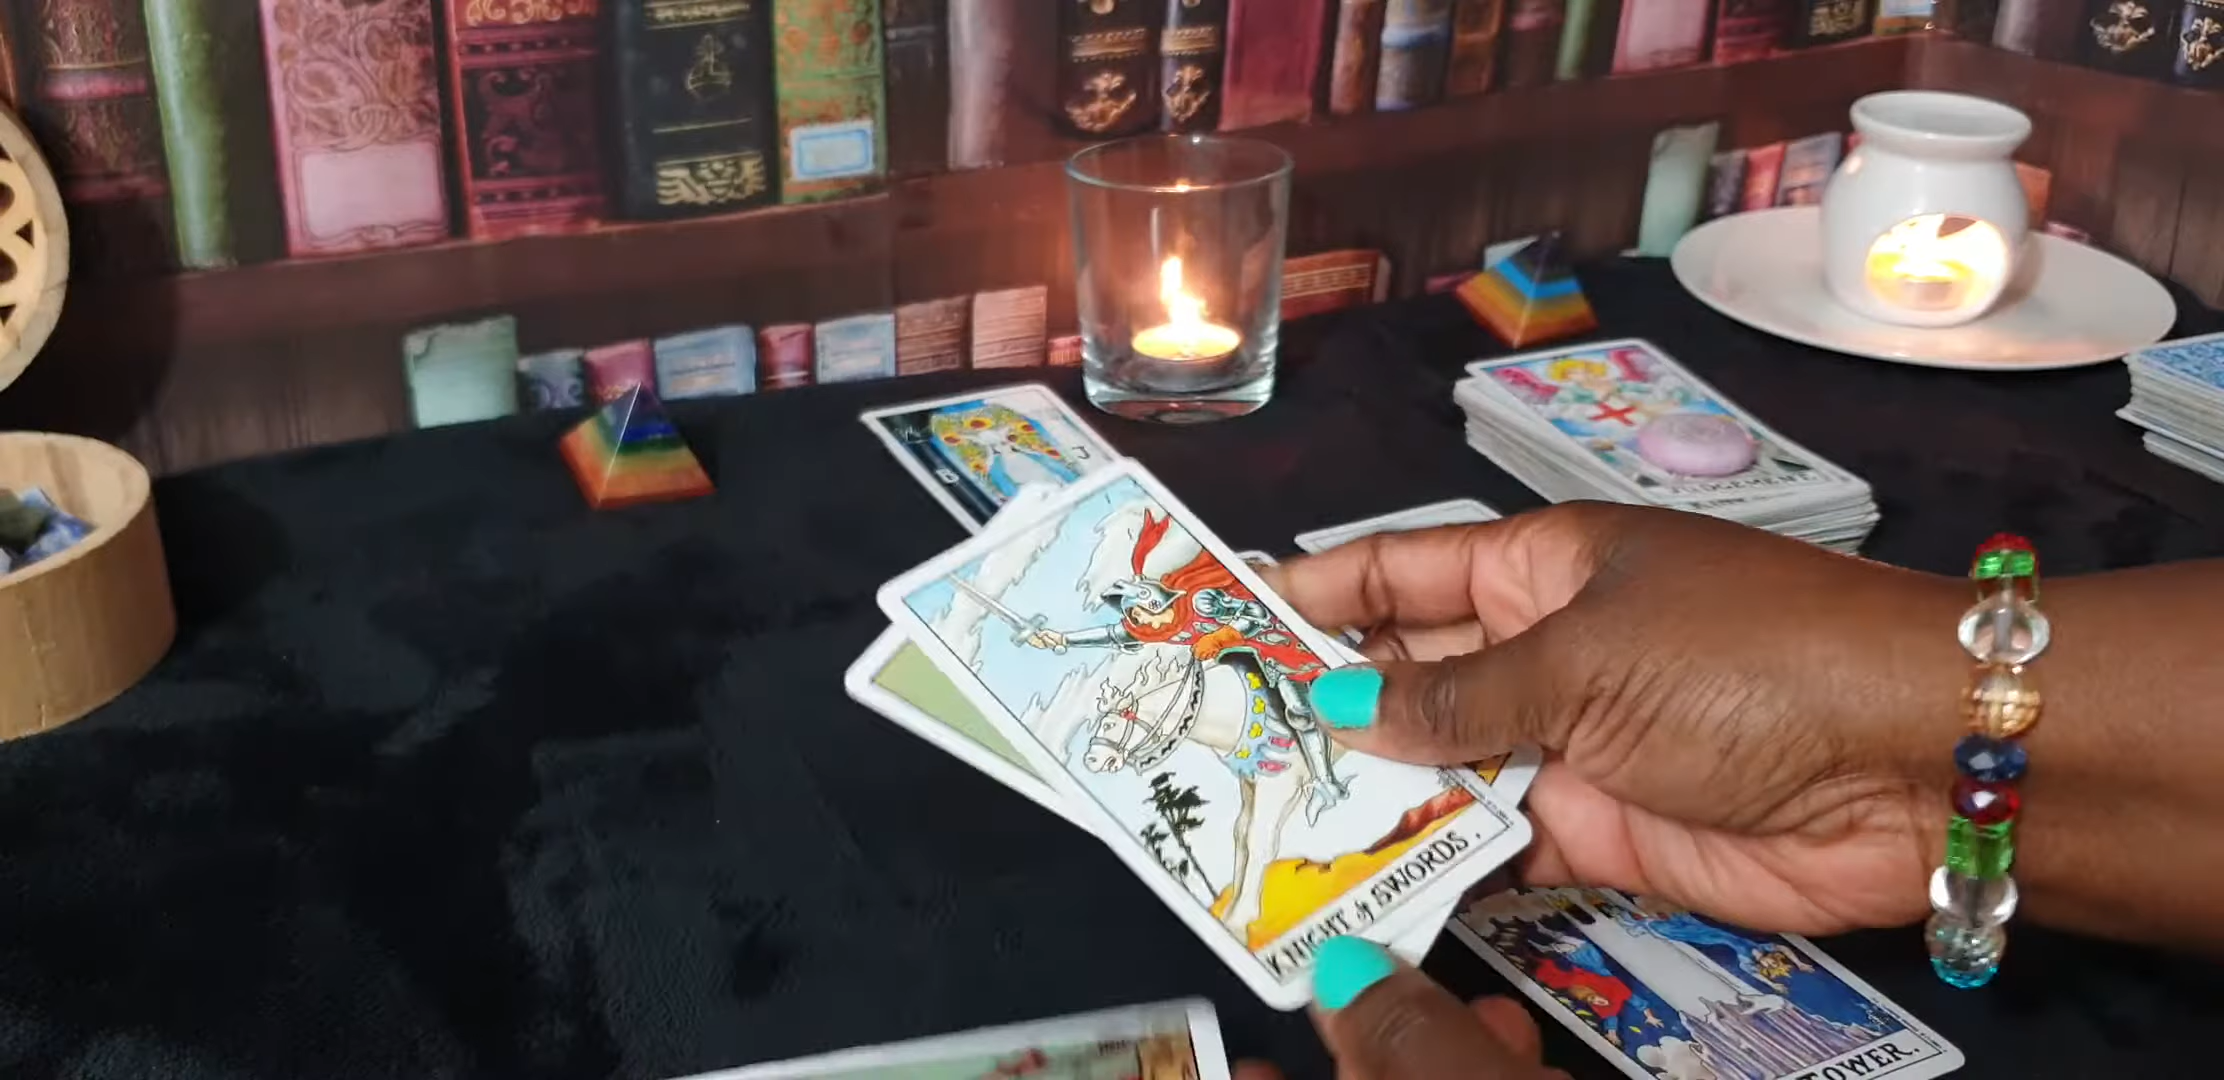 B
J
JUDGEMENT.
KNIGHT of SWORDS.
TOWER.